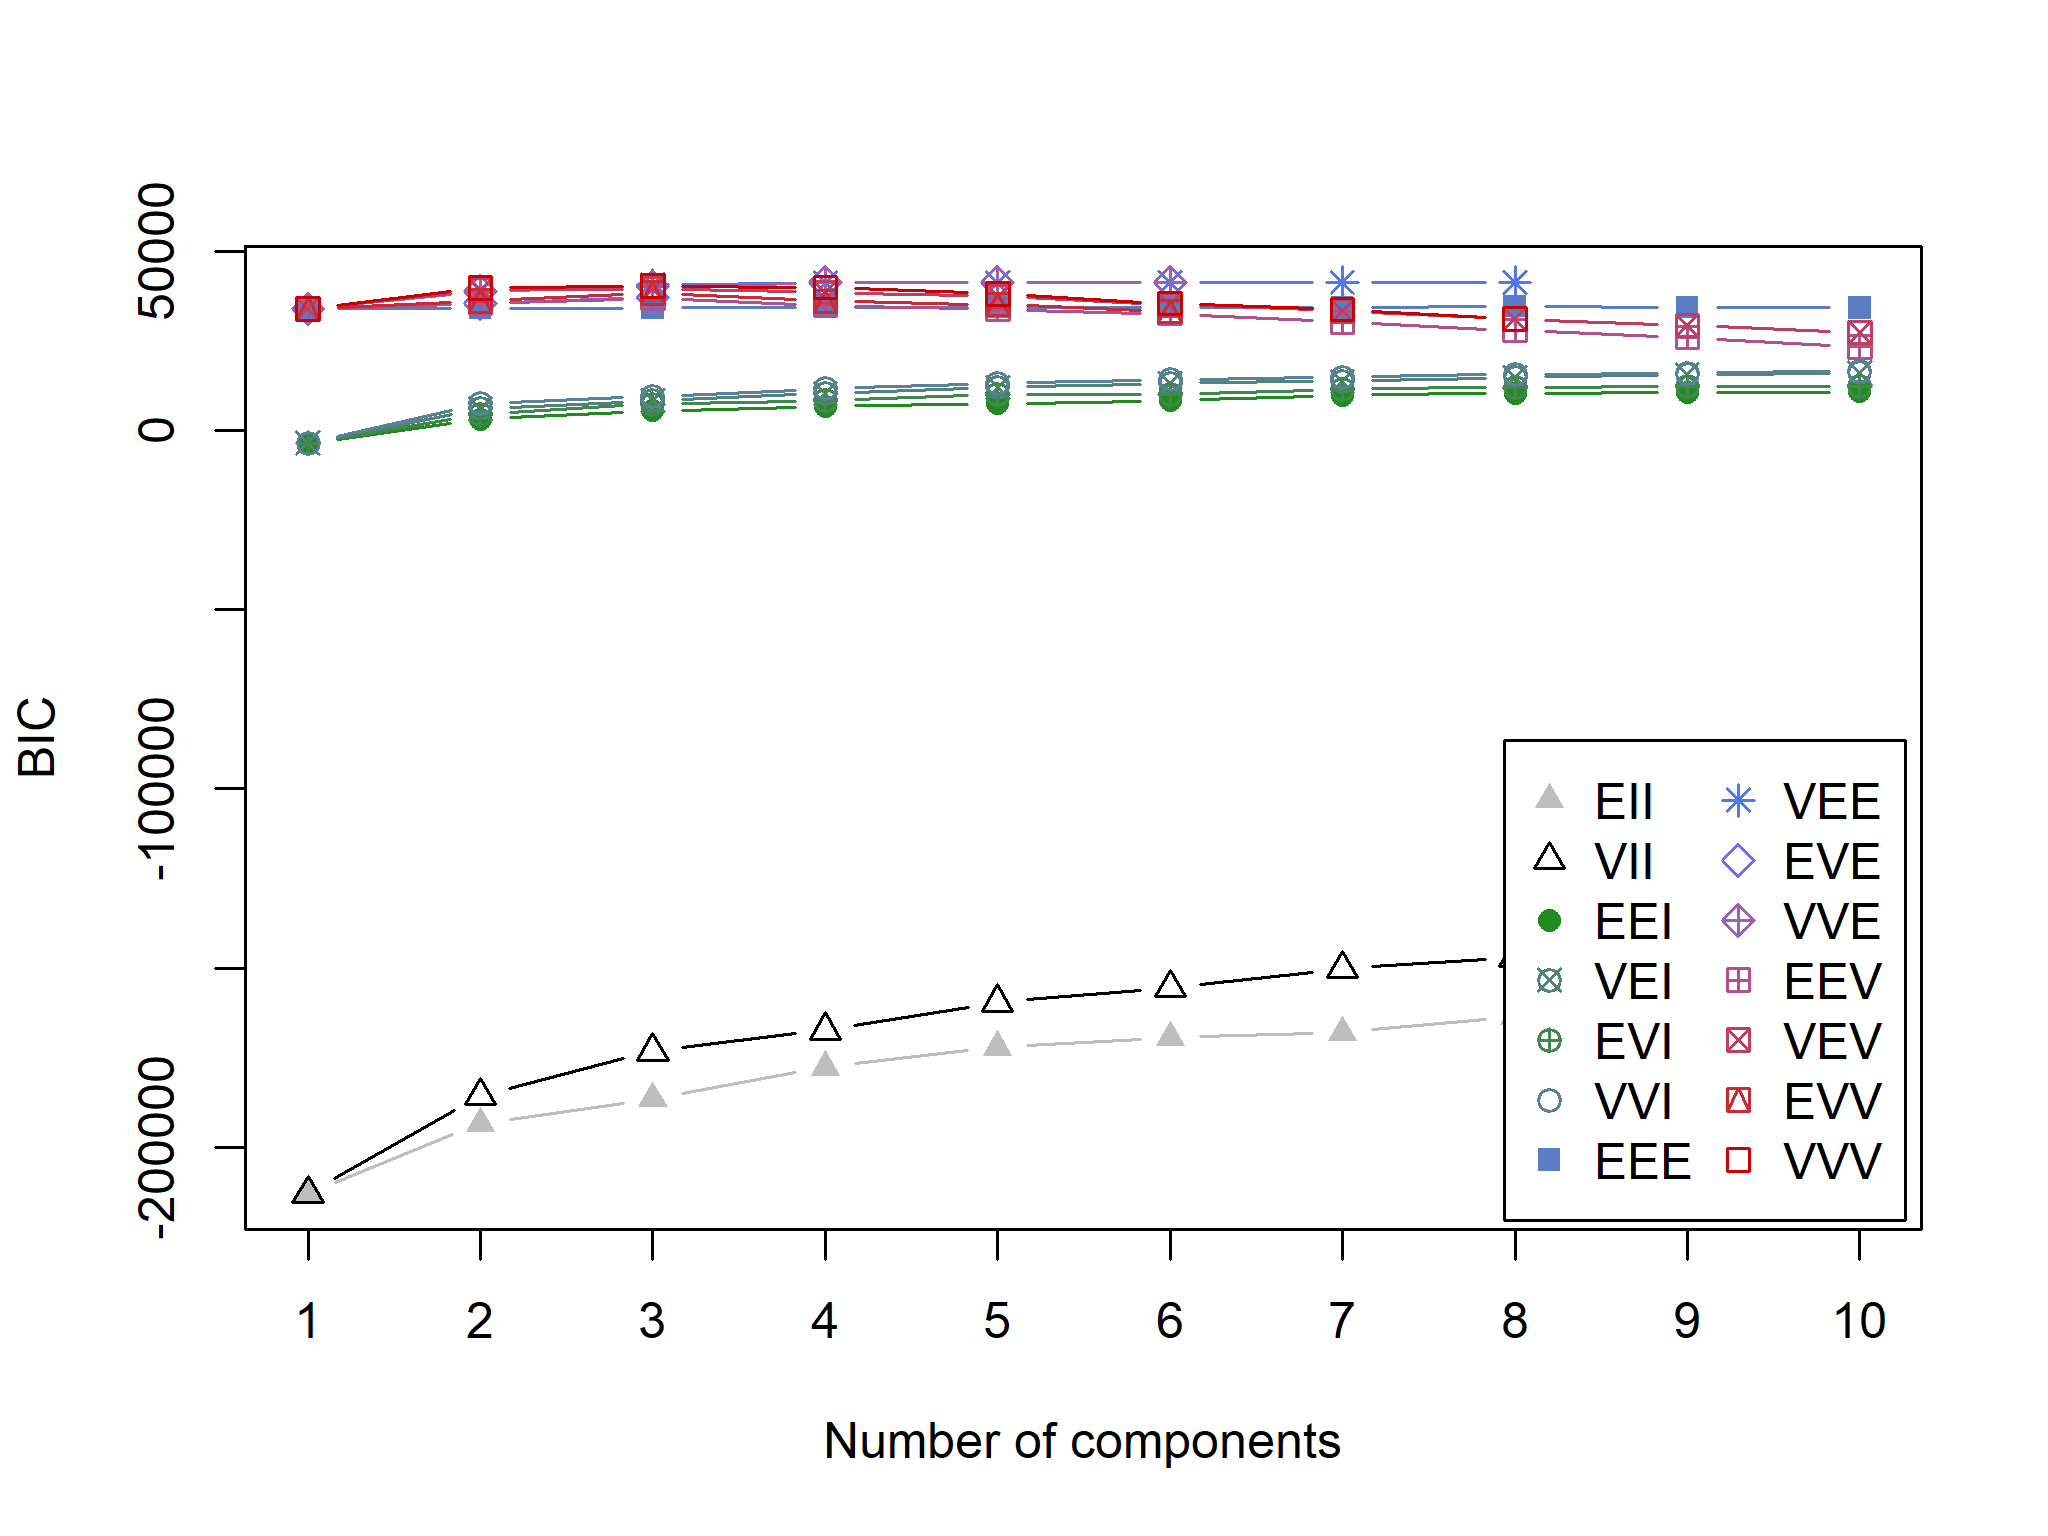 50000
0
-100000
-200000
BIC
EII VEE
VII EVE
EEI VVE
VEI EEV
EVI VEV
VVI EVV
EEE VVV
1 2 3 4 5 6 7 8 9 10
Number of components